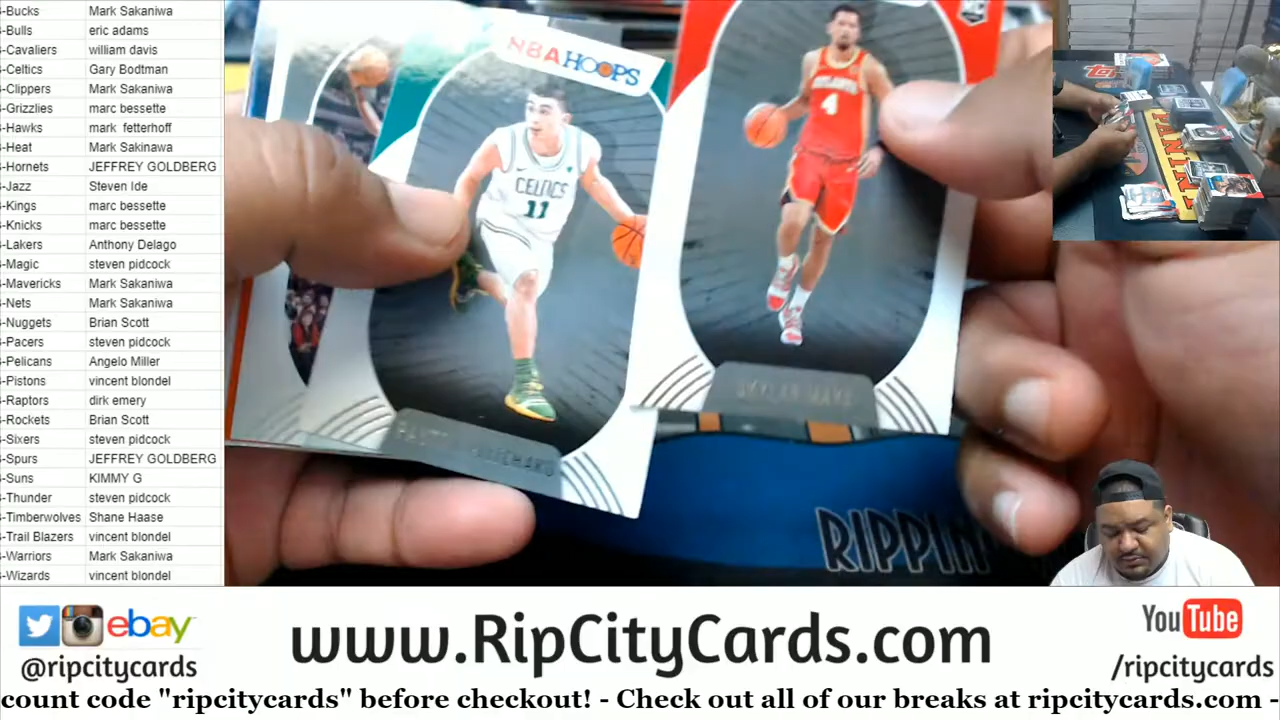 -Bucks Mark Sakaniwa
-Bulls eric adams
-Cavaliers william davis
-Celtics Gary Bodtman
-Clippers Mark Sakaniwa
-Grizzlies marc bessette
-Hawks mark fetterhoff
-Heat Mark Sakinawa
-Hornets JEFFREY GOLDBERG
-Jazz Steven Ide
-Kings marc bessette
-Knicks marc bessette
-Lakers Anthony Delago
-Magic steven pidcock
-Mavericks Mark Sakaniwa
-Nets Mark Sakaniwa
-Nuggets Brian Scott
-Pacers steven pidcock
-Pelicans Angelo Miller
-Pistons vincent blondel
-Raptors dirk emery
-Rockets Brian Scott
-Sixers steven pidcock
-Spurs JEFFREY GOLDBERG
-Suns KIMMY G
-Thunder steven pidcock
-Timberwolves Shane Haase
-Trail Blazers vincent blondel
-Warriors Mark Sakaniwa
-Wizards vincent blondel
NBA HOOPS
CELTICS
11
ATLANTA
4
SKYLAR MAYS
RIPPIN
PANINI
ebay
@ripcitycards
www.RipCityCards.com
YouTube
/ripcitycards
count code "ripcitycards" before checkout! - Check out all of our breaks at ripcitycards.com -